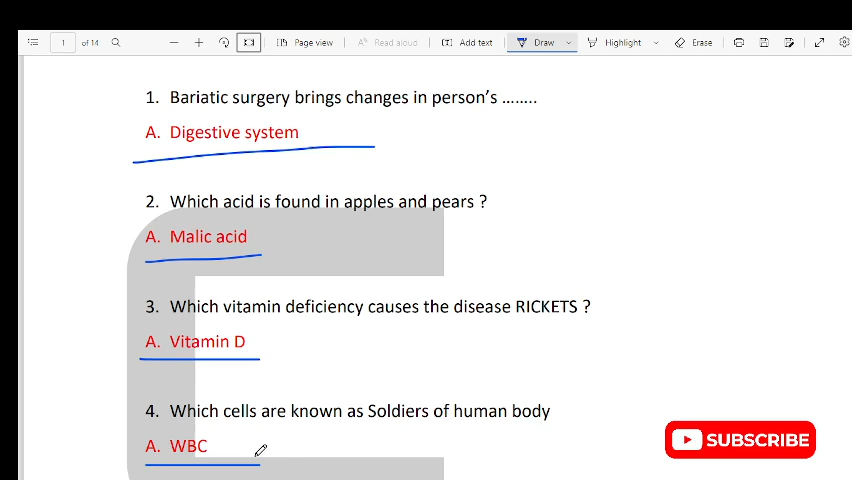 1
of 14
Page view
Read aloud
Add text
Draw
Highlight
Erase
1. Bariatic surgery brings changes in person's ........
A. Digestive system
2. Which acid is found in apples and pears ?
A. Malic acid
3. Which vitamin deficiency causes the disease RICKETS ?
A. Vitamin D
4. Which cells are known as Soldiers of human body
A. WBC
SUBSCRIBE